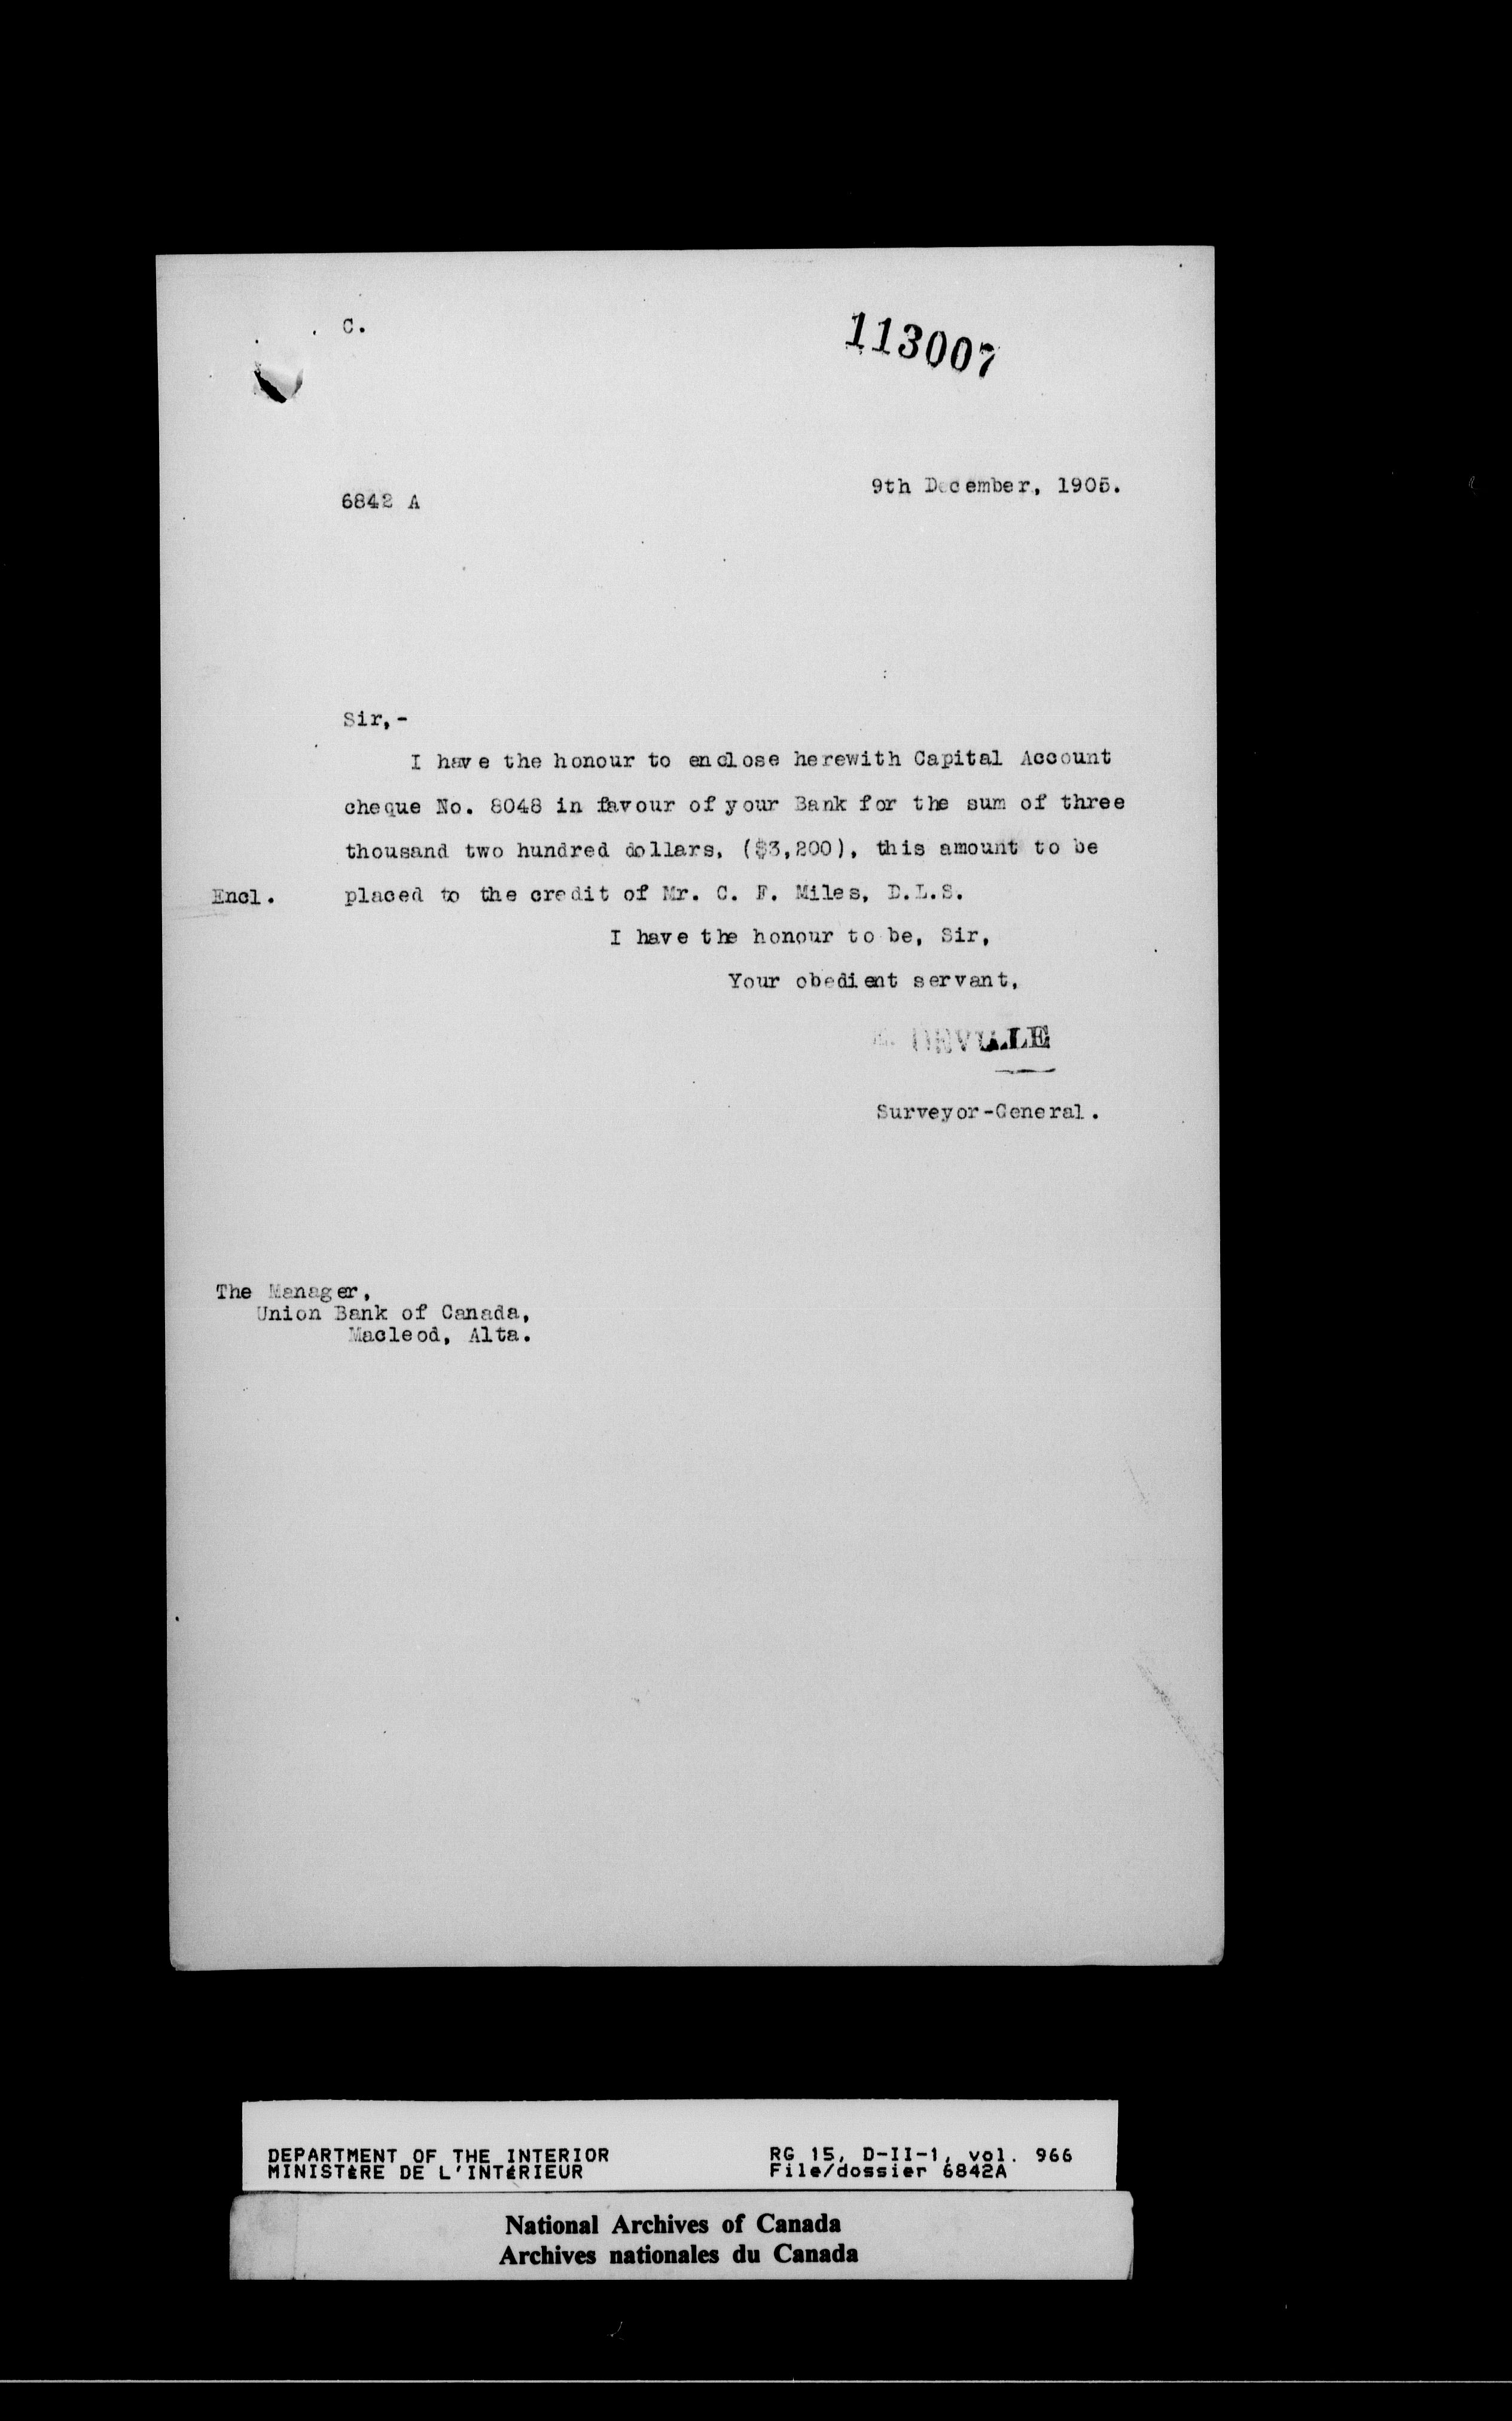 C.
113007
9th December, 1905.
6842 A
Sir,-
I have the honour to enclose herewith Capital Account
cheque No. 8048 in favour of your Bank for the sum of three
thousand two hundred dollars, ($3,200), this amount to be
Encl. placed to the credit of Mr. C. F. Miles, D.L.S.
I have the honour to be, Sir,
Your obedient servant,
E. DEVILLE
Surveyor-General.
The Manager,
Union Bank of Canada,
Macleod, Alta.
DEPARTMENT OF THE INTERIOR RG 15, D-II-1, vol. 966
MINISTÈRE DE L'INTÉRIEUR File/dossier 6842A
National Archives of Canada
Archives nationales du Canada